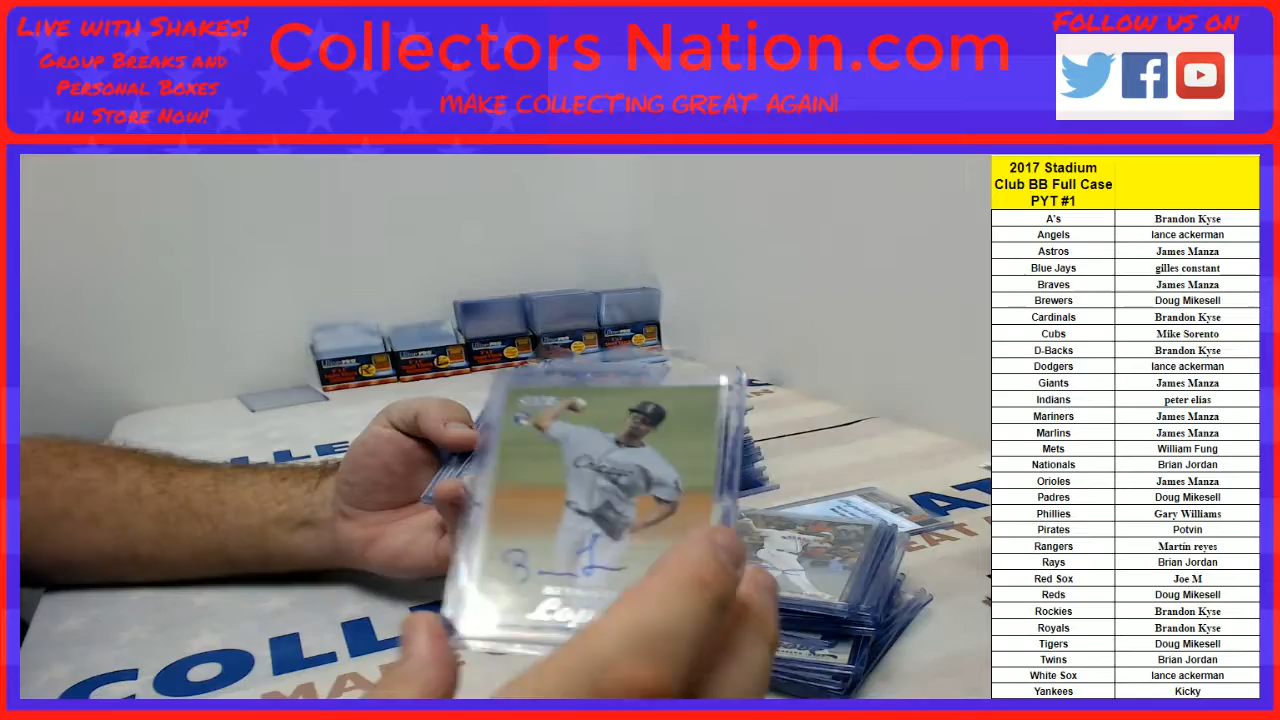 Live with Shakes!
Group Breaks and
Personal Boxes
in Store Now!
Collectors Nation.com
Make Collecting Great Again!
Follow us on
2017 Stadium
Club BB Full Case
PYT #1
A's Brandon Kyse
Angels lance ackerman
Astros James Manza
Blue Jays gilles constant
Braves James Manza
Brewers Doug Mikesell
Cardinals Brandon Kyse
Cubs Mike Sorento
D-Backs Brandon Kyse
Dodgers lance ackerman
Giants James Manza
Indians peter elias
Mariners James Manza
Marlins James Manza
Mets William Fung
Nationals Brian Jordan
Orioles James Manza
Padres Doug Mikesell
Phillies Gary Williams
Pirates Potvin
Rangers Martin reyes
Rays Brian Jordan
Red Sox Joe M
Reds Doug Mikesell
Rockies Brandon Kyse
Royals Brandon Kyse
Tigers Doug Mikesell
Twins Brian Jordan
White Sox lance ackerman
Yankees Kicky
COLLE
COLLE
AT